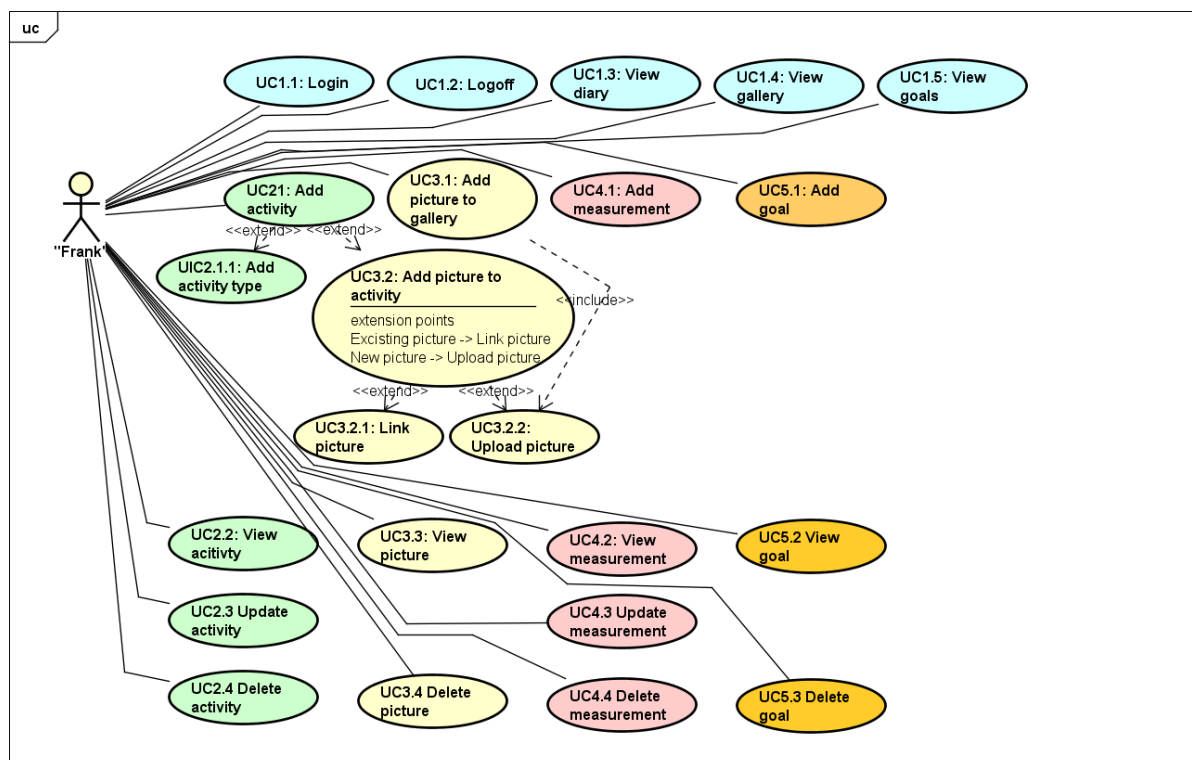 uc
UC1.1: Login
UC1.2: Logoff
UC1.3: View
diary
UC1.4: View
gallery
UC1.5: View
goals
"Frank"
UC21: Add
activity
UC3.1: Add
picture to
gallery
UC4.1: Add
measurement
UC5.1: Add
goal
<<extend>>
<<extend>>
UIC2.1.1: Add
activity type
UC3.2: Add picture to
activity
extension points
Excisting picture -> Link picture
New picture -> Upload picture
<<include>>
<<extend>>
<<extend>>
UC3.2.1: Link
picture
UC3.2.2:
Upload picture
UC2.2: View
acitivty
UC3.3: View
picture
UC4.2: View
measurement
UC5.2 View
goal
UC2.3 Update
activity
UC4.3 Update
measurement
UC2.4 Delete
activity
UC3.4 Delete
picture
UC4.4 Delete
measurement
UC5.3 Delete
goal